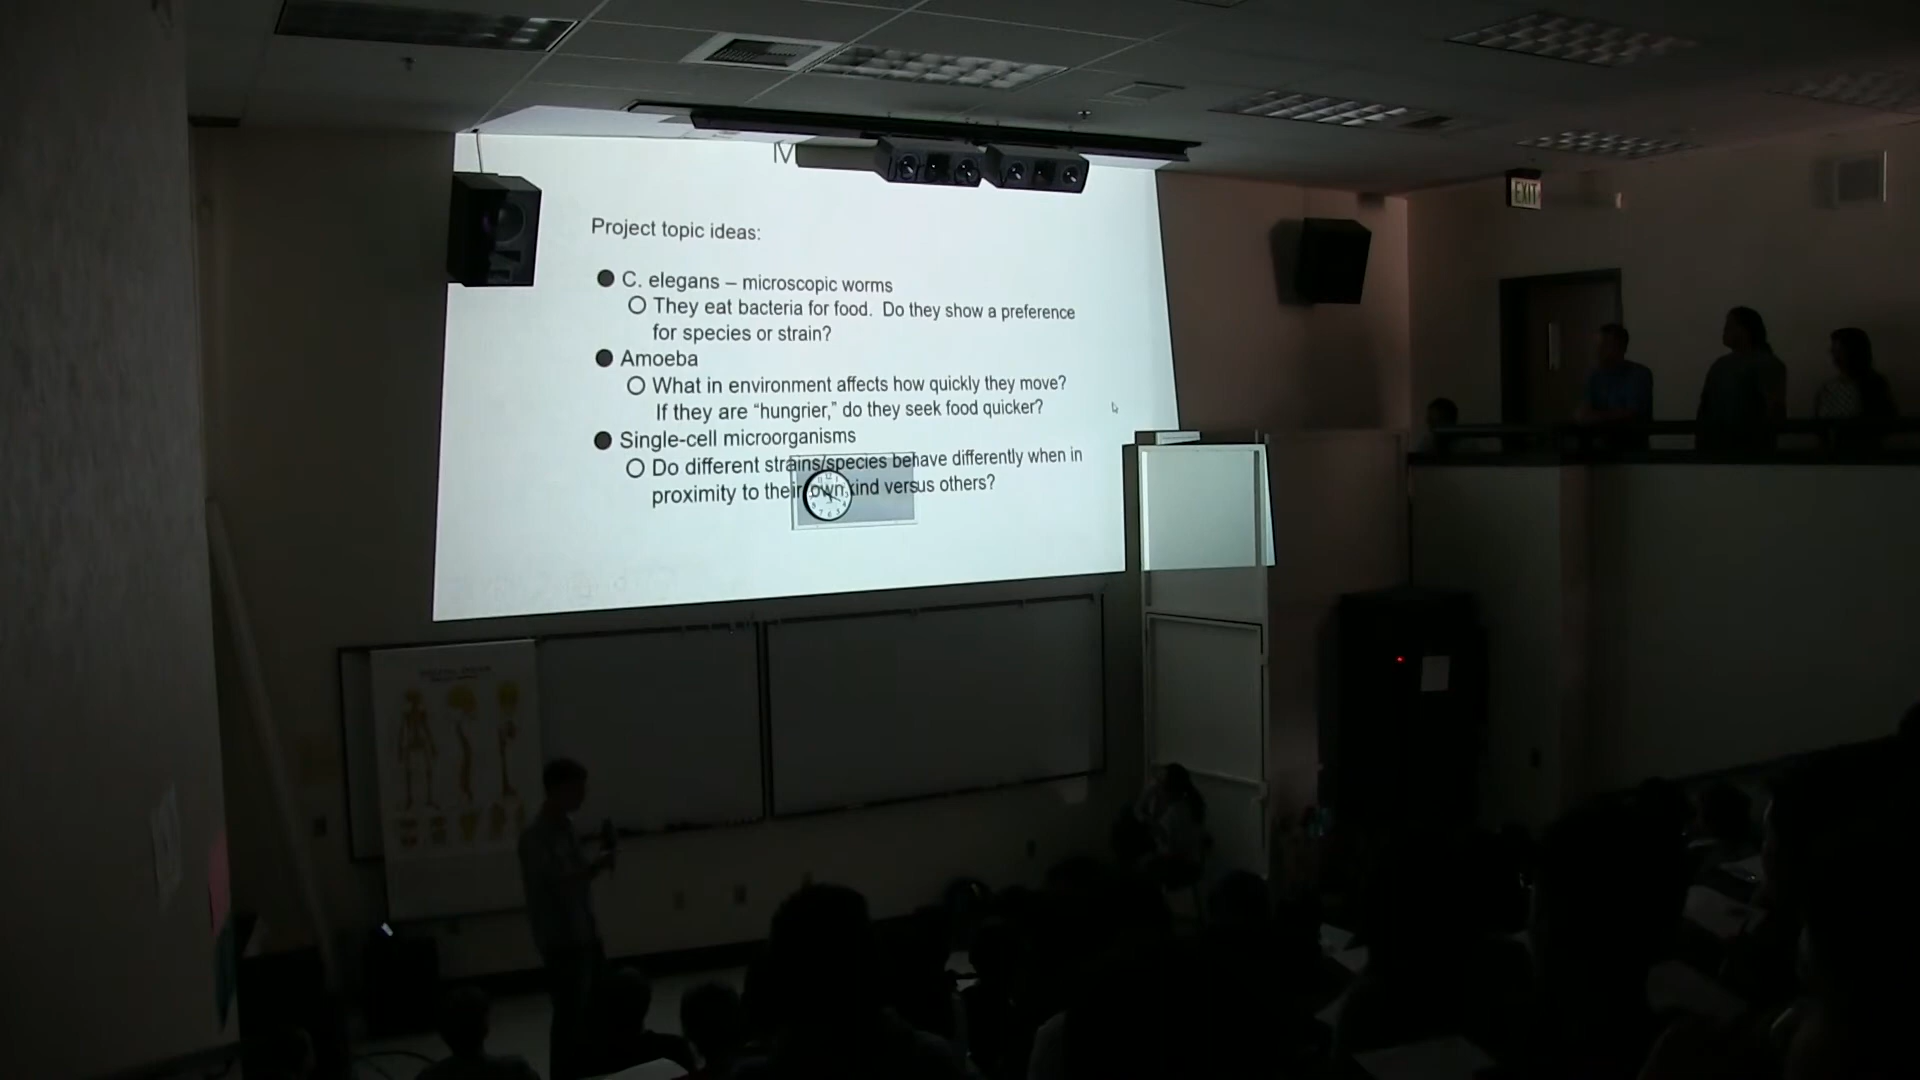 EXIT
Project topic ideas:
● C. elegans – microscopic worms
○ They eat bacteria for food. Do they show a preference
for species or strain?
● Amoeba
○ What in environment affects how quickly they move?
If they are “hungrier,” do they seek food quicker?
● Single-cell microorganisms
○ Do different strains/species behave differently when in
proximity to their own kind versus others?